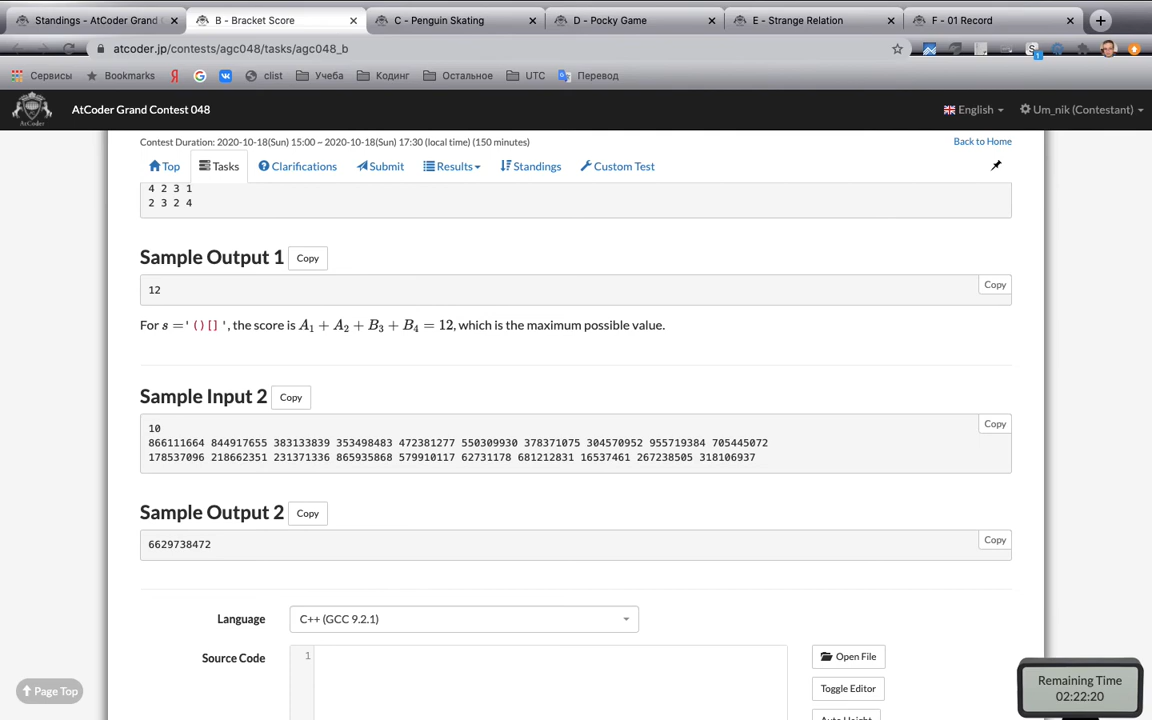 Standings - AtCoder Grand
B - Bracket Score
C - Penguin Skating
D - Pocky Game
E - Strange Relation
F - 01 Record
atcoder.jp/contests/agc048/tasks/agc048_b
Сервисы
Bookmarks
clist
Учеба
Кодинг
Остальное
UTC
Перевод
AtCoder Grand Contest 048
English
Um_nik (Contestant)
Contest Duration: 2020-10-18(Sun) 15:00 ~ 2020-10-18(Sun) 17:30 (local time) (150 minutes)
Back to Home
Top
Tasks
Clarifications
Submit
Results
Standings
Custom Test
4 2 3 1
2 3 2 4
Sample Output 1
Copy
Copy
12
For s =' ()[] ', the score is A1 + A2 + B3 + B4 = 12, which is the maximum possible value.
Sample Input 2
Copy
Copy
10
866111664 844917655 383133839 353498483 472381277 550309930 378371075 304570952 955719384 705445072
178537096 218662351 231371336 865935868 579910117 62731178 681212831 16537461 267238505 318106937
Sample Output 2
Copy
Copy
6629738472
Language
C++ (GCC 9.2.1)
Source Code
1
Open File
Toggle Editor
Auto Height
Page Top
Remaining Time
02:22:20